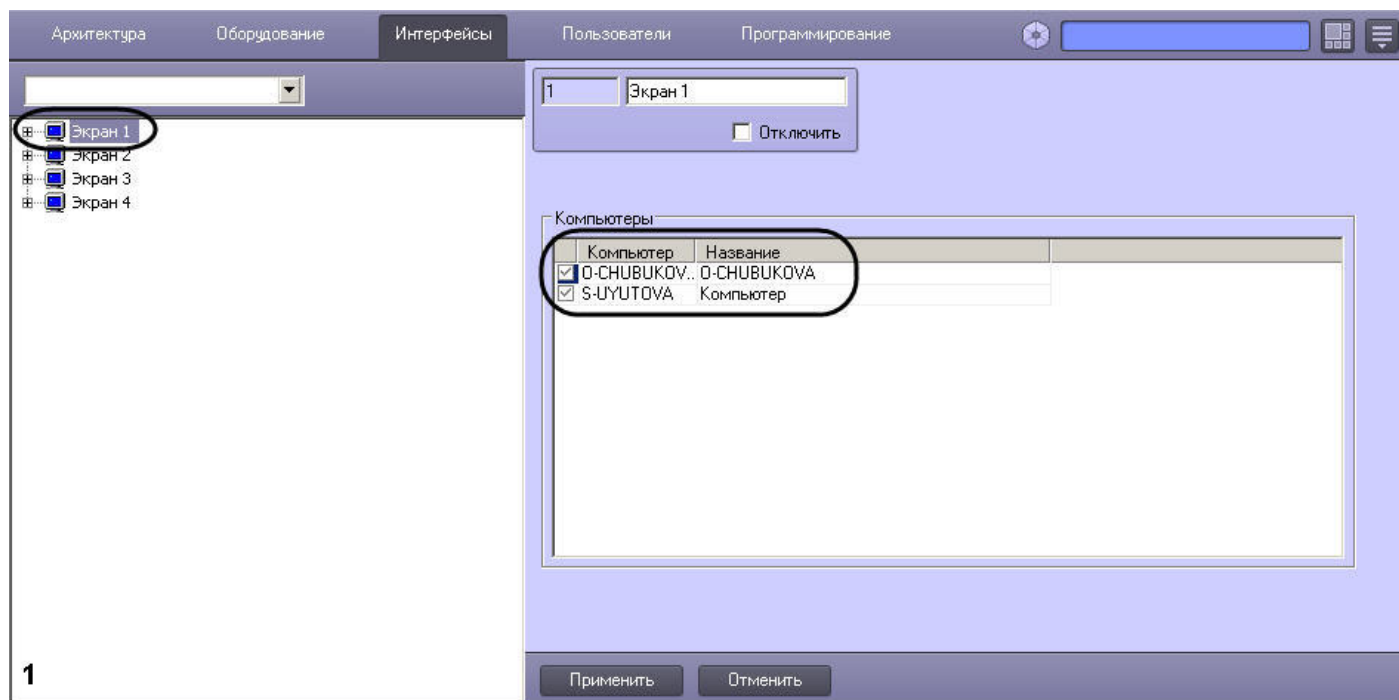 Архитектура Оборудование Интерфейсы Пользователи Программирование
1 Экран 1
Отключить
Экран 1
Экран 2
Экран 3
Экран 4
Компьютеры
Компьютер Название
O-CHUBUKOV.. O-CHUBUKOVA
S-UYUTOVA Компьютер
1
Применить Отменить